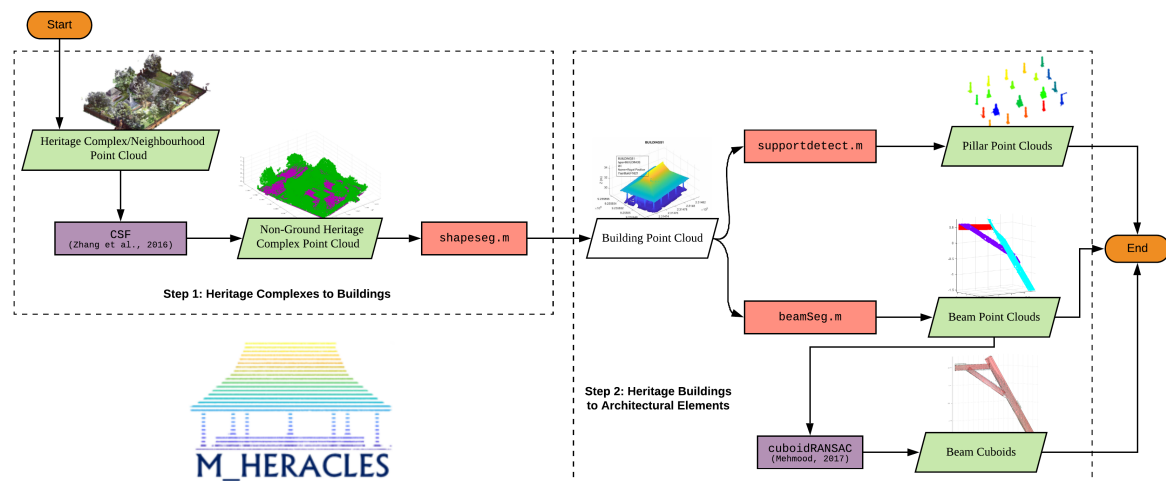 Start
Heritage Complex/Neighbourhood
Point Cloud
CSF
(Zhang et al., 2016)
Non-Ground Heritage
Complex Point Cloud
shapeseg.m
Step 1: Heritage Complexes to Buildings
Building Point Cloud
supportdetect.m
Pillar Point Clouds
beamSeg.m
Beam Point Clouds
End
Step 2: Heritage Buildings
to Architectural Elements
cuboidRANSAC
(Mehmood, 2017)
Beam Cuboids
M_HERACLES